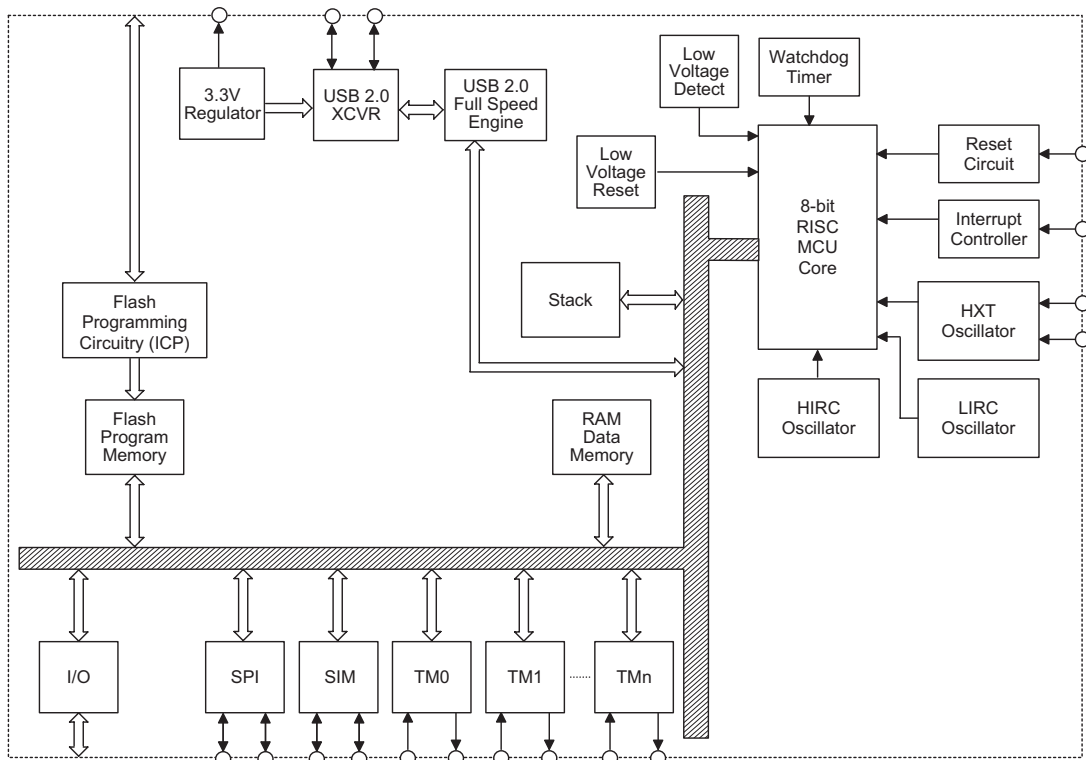 3.3V
Regulator
USB 2.0
XCVR
USB 2.0
Full Speed
Engine
Low
Voltage
Detect
Watchdog
Timer
Low
Voltage
Reset
8-bit
RISC
MCU
Core
Reset
Circuit
Interrupt
Controller
Stack
HXT
Oscillator
Flash
Programming
Circuitry (ICP)
HIRC
Oscillator
LIRC
Oscillator
Flash
Program
Memory
RAM
Data
Memory
I/O
SPI
SIM
TM0
TM1
TMn